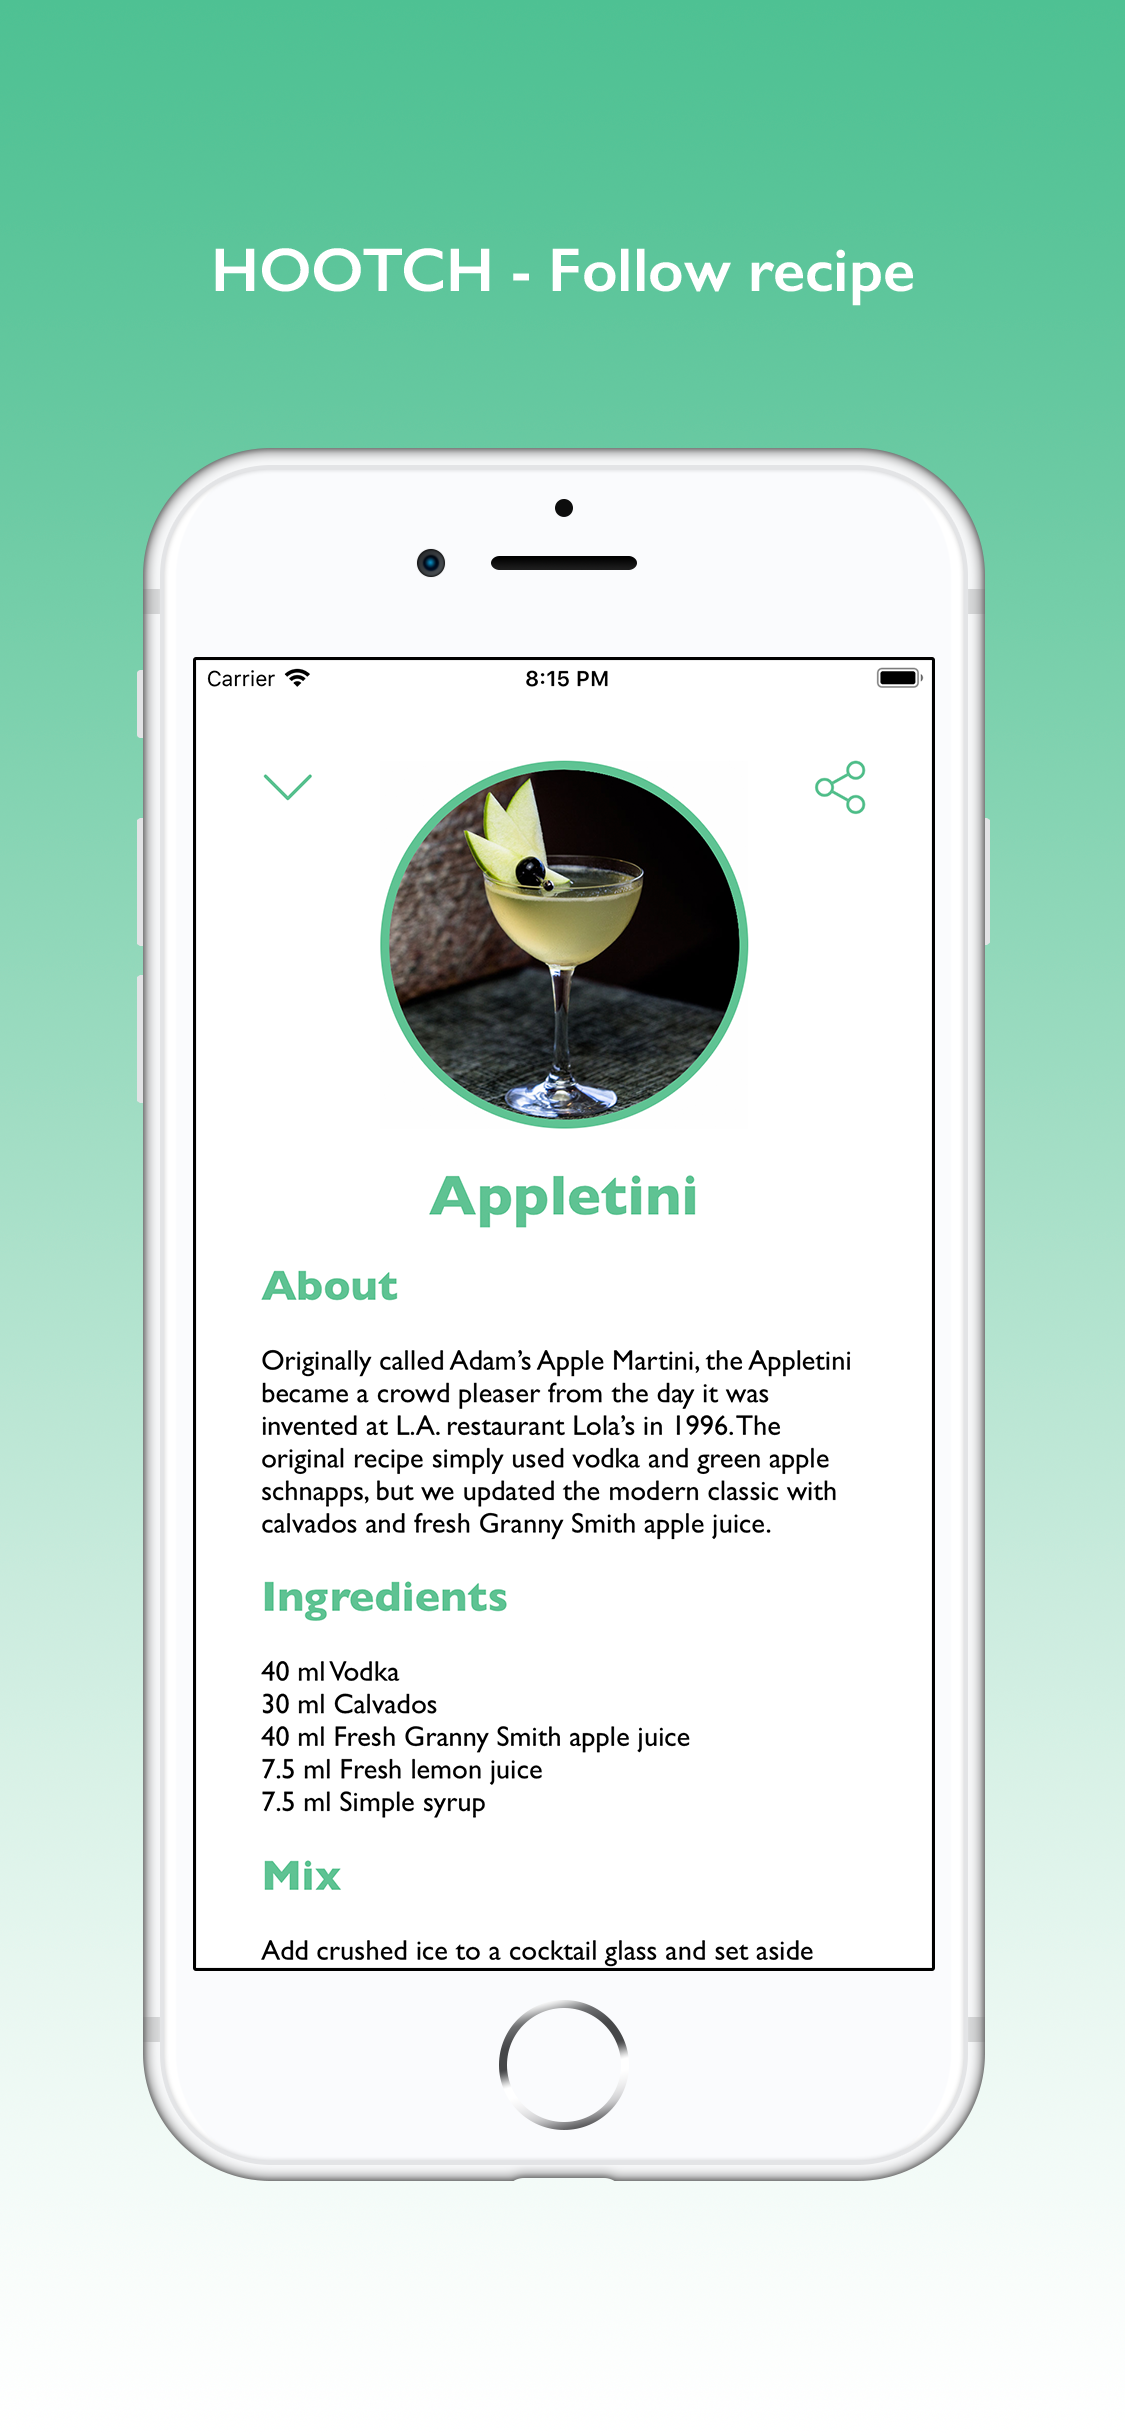 HOOTCH - Follow recipe
Carrier 8:15 PM
Appletini
About
Originally called Adam’s Apple Martini, the Appletini
became a crowd pleaser from the day it was
invented at L.A. restaurant Lola’s in 1996. The
original recipe simply used vodka and green apple
schnapps, but we updated the modern classic with
calvados and fresh Granny Smith apple juice.
Ingredients
40 ml Vodka
30 ml Calvados
40 ml Fresh Granny Smith apple juice
7.5 ml Fresh lemon juice
7.5 ml Simple syrup
Mix
Add crushed ice to a cocktail glass and set aside